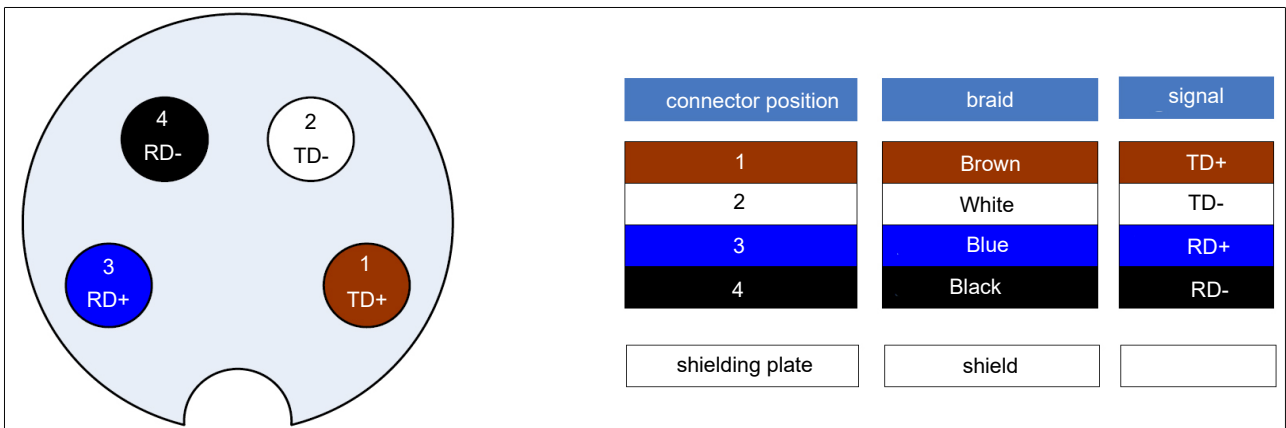 4
RD-
2
TD-
3
RD+
1
TD+
connector position braid signal
1 Brown TD+
2 White TD-
3 Blue RD+
4 Black RD-
shielding plate shield